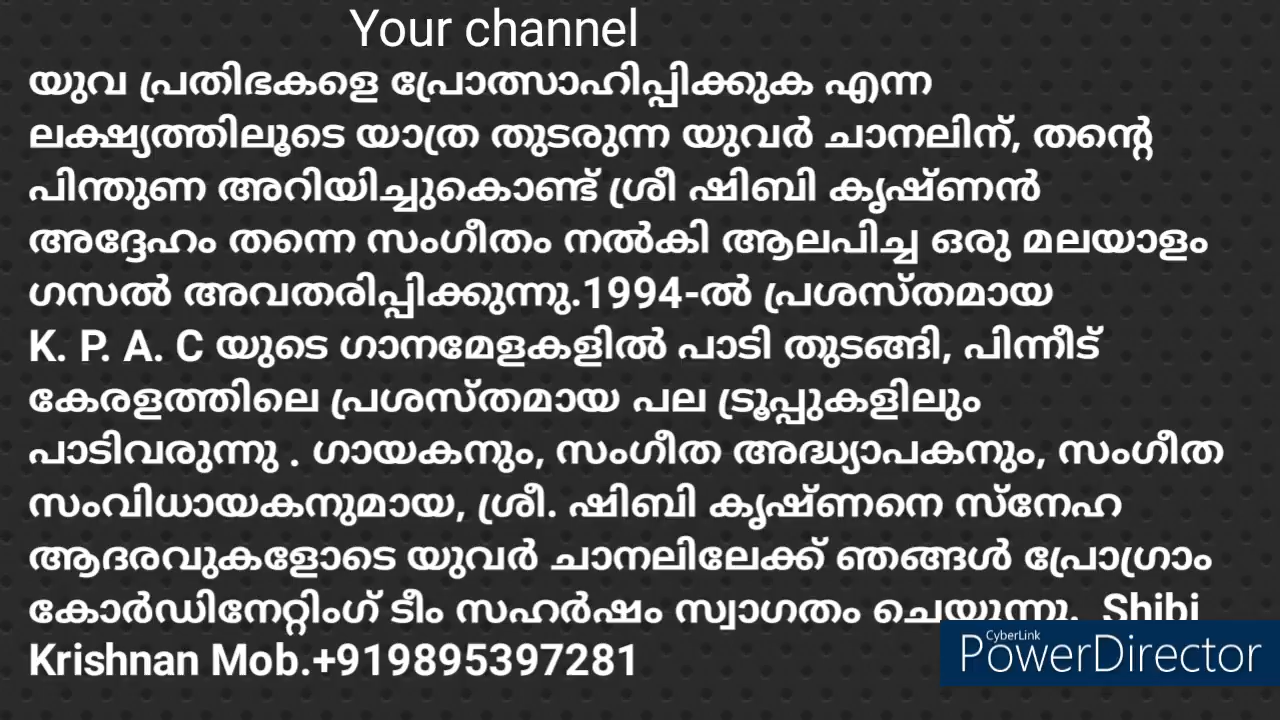 Your channel
യുവ പ്രതിഭകളെ പ്രോത്സാഹിപ്പിക്കുക എന്ന
ലക്ഷ്യത്തിലൂടെ യാത്ര തുടരുന്ന യുവർ ചാനലിന്, തൻ്റെ
പിന്തുണ അറിയിച്ചുകൊണ്ട് ശ്രീ ഷിബി കൃഷ്ണൻ
അദ്ദേഹം തന്നെ സംഗീതം നൽകി ആലപിച്ച ഒരു മലയാളം
ഗസൽ അവതരിപ്പിക്കുന്നു.1994-ൽ പ്രശസ്തമായ
K. P. A. C യുടെ ഗാനമേളകളിൽ പാടി തുടങ്ങി, പിന്നീട്
കേരളത്തിലെ പ്രശസ്തമായ പല ട്രൂപ്പുകളിലും
പാടിവരുന്നു . ഗായകനും, സംഗീത അദ്ധ്യാപകനും, സംഗീത
സംവിധായകനുമായ, ശ്രീ. ഷിബി കൃഷ്ണനെ സ്നേഹ
ആദരവുകളോടെ യുവർ ചാനലിലേക്ക് ഞങ്ങൾ പ്രോഗ്രാം
കോർഡിനേറ്റിംഗ് ടീം സഹർഷം സ്വാഗതം ചെയ്യുന്നു. Shibi
Krishnan Mob.+919895397281
CyberLink
PowerDirector